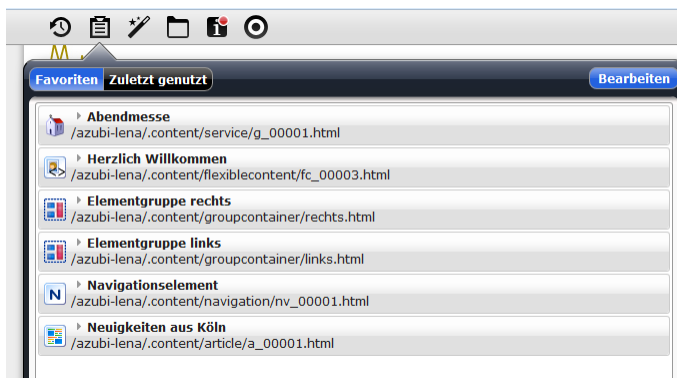 Favoriten Zuletzt genutzt Bearbeiten
Abendmesse
/azubi-lena/.content/service/g_00001.html
Herzlich Willkommen
/azubi-lena/.content/flexiblecontent/fc_00003.html
Elementgruppe rechts
/azubi-lena/.content/groupcontainer/rechts.html
Elementgruppe links
/azubi-lena/.content/groupcontainer/links.html
N Navigationselement
/azubi-lena/.content/navigation/nv_00001.html
Neuigkeiten aus Köln
/azubi-lena/.content/article/a_00001.html